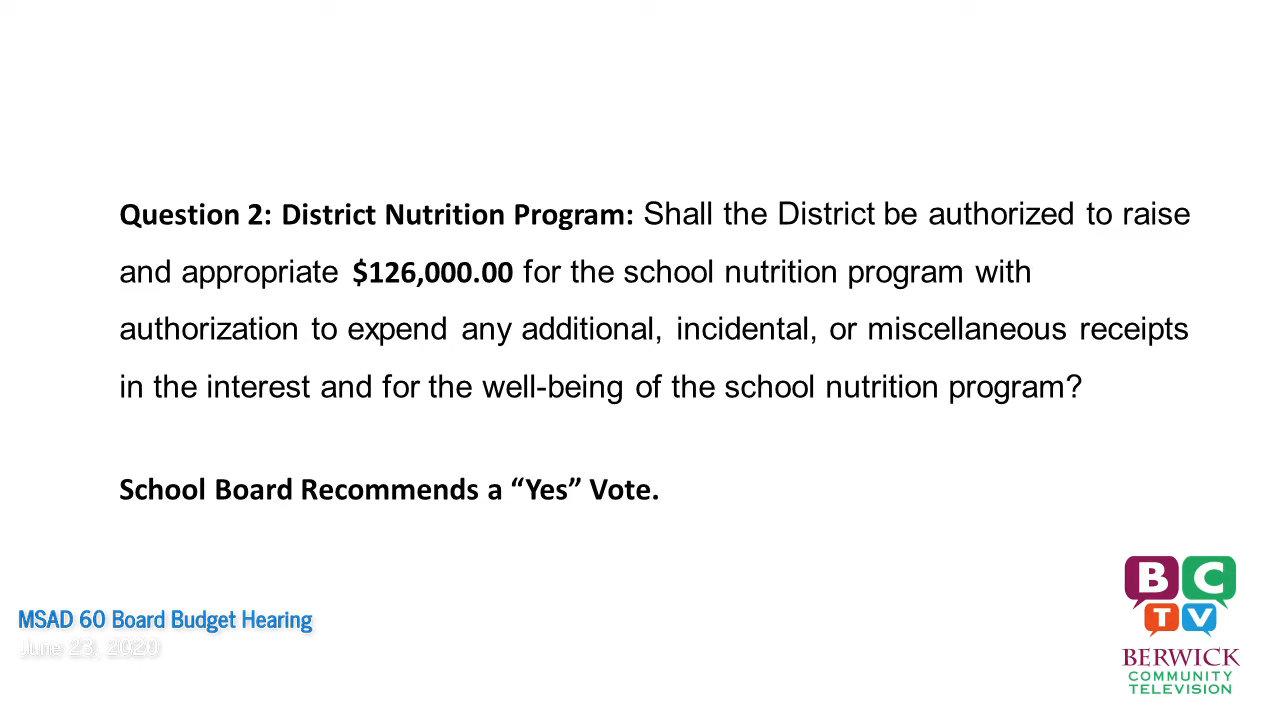 Question 2: District Nutrition Program: Shall the District be authorized to raise
and appropriate $126,000.00 for the school nutrition program with
authorization to expend any additional, incidental, or miscellaneous receipts
in the interest and for the well-being of the school nutrition program?
School Board Recommends a “Yes” Vote.
MSAD 60 Board Budget Hearing
June 23, 2020
B C
T V
BERWICK
COMMUNITY
TELEVISION